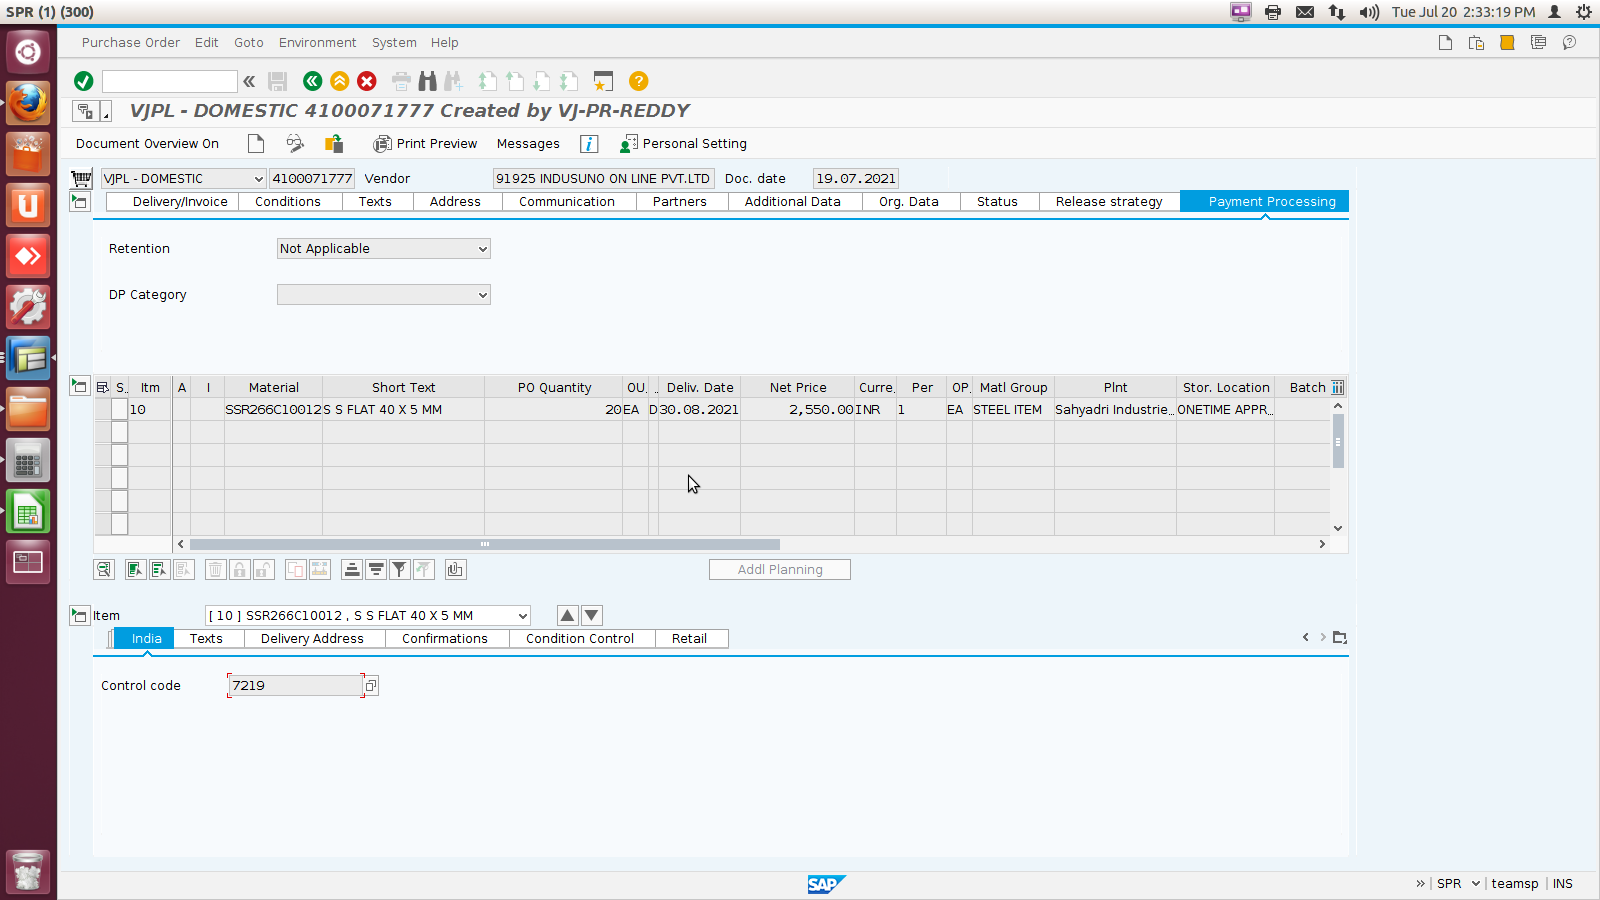 SPR (1) (300)
Tue Jul 20 2:33:19 PM
Purchase Order Edit Goto Environment System Help
VJPL - DOMESTIC 4100071777 Created by VJ-PR-REDDY
Document Overview On Print Preview Messages Personal Setting
VJPL - DOMESTIC 4100071777 Vendor 91925 INDUSUNO ON LINE PVT.LTD Doc. date 19.07.2021
Delivery/Invoice Conditions Texts Address Communication Partners Additional Data Org. Data Status Release strategy Payment Processing
Retention Not Applicable
DP Category
S.. Itm A I Material Short Text PO Quantity OU.. .. Deliv. Date Net Price Curre.. Per OP.. Matl Group Plnt Stor. Location Batch
10 SSR266C10012 S S FLAT 40 X 5 MM 20 EA D 30.08.2021 2,550.00 INR 1 EA STEEL ITEM Sahyadri Industrie... ONETIME APPR...
Addl Planning
Item [ 10 ] SSR266C10012 , S S FLAT 40 X 5 MM
India Texts Delivery Address Confirmations Condition Control Retail
Control code 7219
SAP SPR teamsp INS